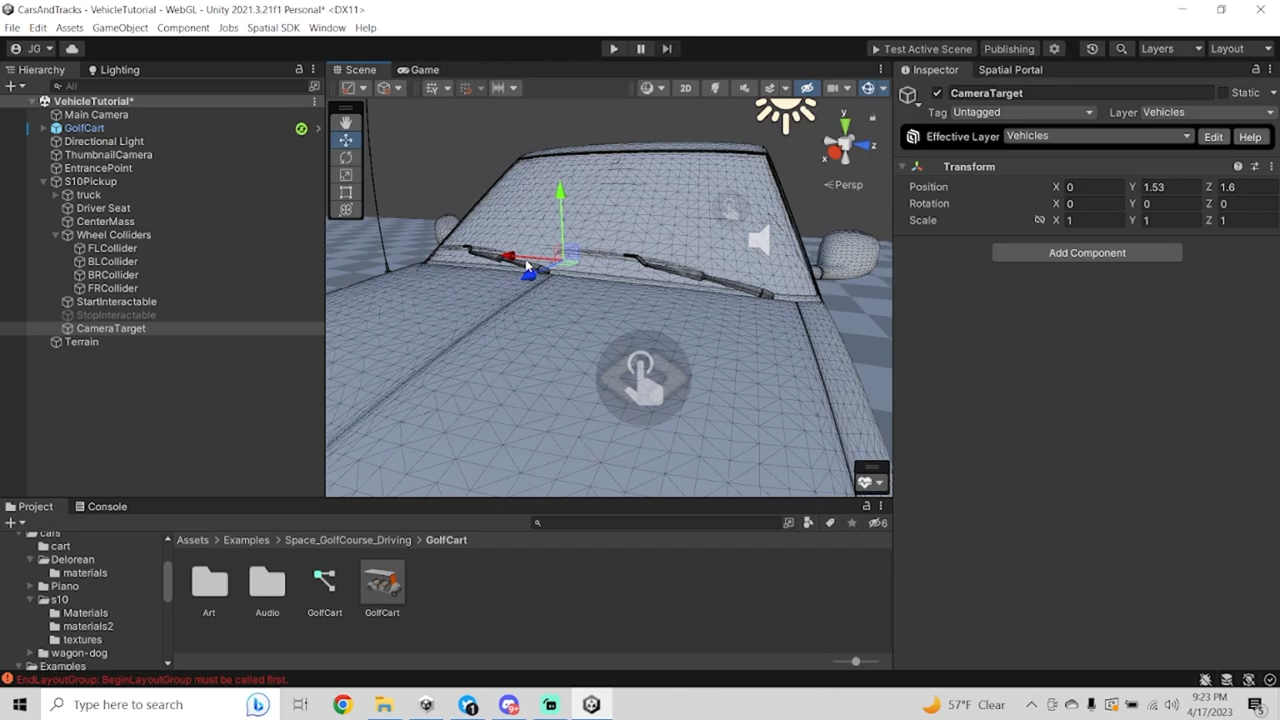 CarsAndTracks - VehicleTutorial - WebGL - Unity 2021.3.21f1 Personal* <DX11>
File Edit Assets GameObject Component Jobs Spatial SDK Window Help
JG Test Active Scene Publishing Layers Layout
Hierarchy Lighting Scene Game Inspector Spatial Portal
All
2D
VehicleTutorial*
Main Camera
GolfCart
Directional Light
ThumbnailCamera
EntrancePoint
S10Pickup
truck
Driver Seat
CenterMass
Wheel Colliders
FLCollider
BLCollider
BRCollider
FRCollider
StartInteractable
StopInteractable
CameraTarget
Terrain
y
z
x
Persp
CameraTarget Static
Tag Untagged Layer Vehicles
Effective Layer Vehicles Edit Help
Transform
Position X 0 Y 1.53 Z 1.6
Rotation X 0 Y 0 Z 0
Scale X 1 Y 1 Z 1
Add Component
Project Console
6
cars
cart
Delorean
materials
Piano
s10
Materials
materials2
textures
wagon-dog
Examples
Assets > Examples > Space_GolfCourse_Driving > GolfCart
Art Audio GolfCart GolfCart
EndLayoutGroup: BeginLayoutGroup must be called first.
Type here to search
57°F Clear
9:23 PM
4/17/2023